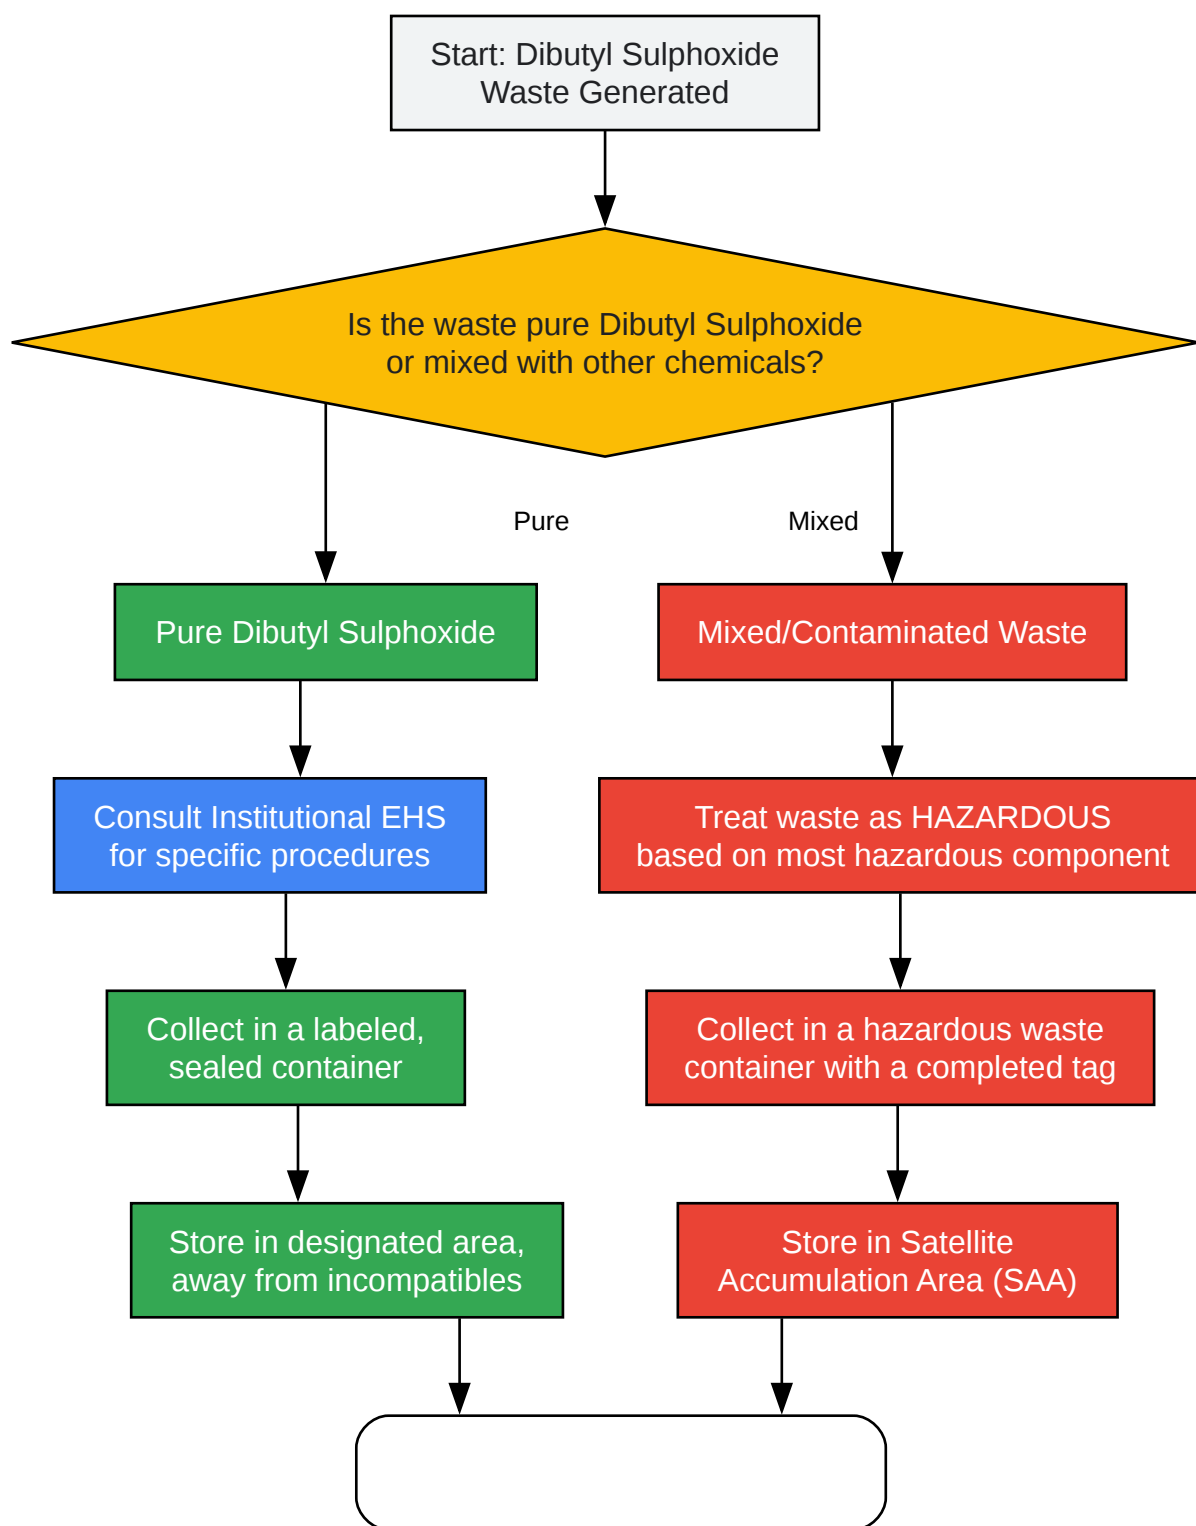 Start: Dibutyl Sulphoxide
Waste Generated
Is the waste pure Dibutyl Sulphoxide
or mixed with other chemicals?
Pure
Mixed
Pure Dibutyl Sulphoxide
Mixed/Contaminated Waste
Consult Institutional EHS
for specific procedures
Treat waste as HAZARDOUS
based on most hazardous component
Collect in a labeled,
sealed container
Collect in a hazardous waste
container with a completed tag
Store in designated area,
away from incompatibles
Store in Satellite
Accumulation Area (SAA)